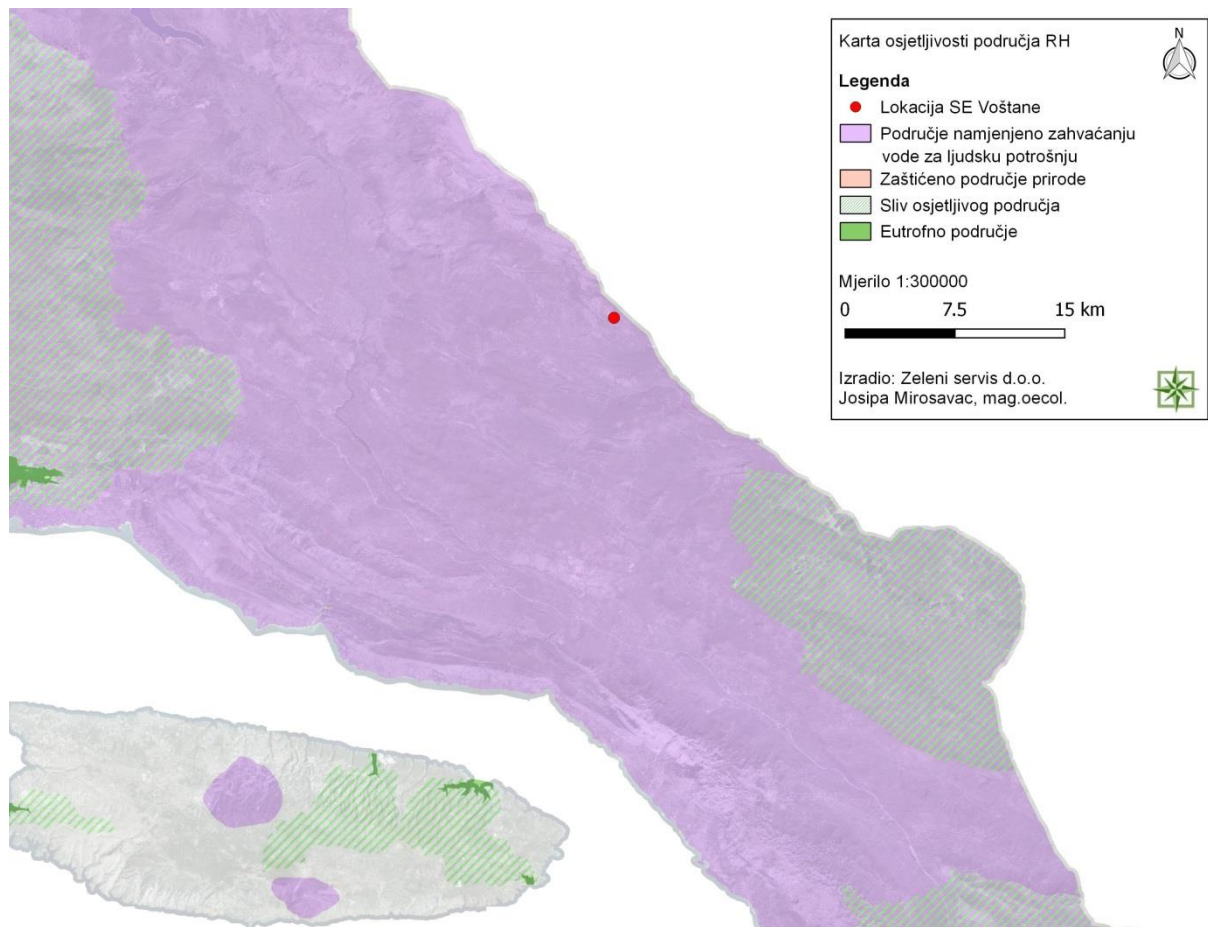 Karta osjetljivosti područja RH
N
Legenda
Lokacija SE Voštane
Područje namjenjeno zahvaćanju
vode za ljudsku potrošnju
Zaštićeno područje prirode
Sliv osjetljivog područja
Eutrofno područje
Mjerilo 1:300000
0 7.5 15 km
Izradio: Zeleni servis d.o.o.
Josipa Mirosavac, mag.oecol.